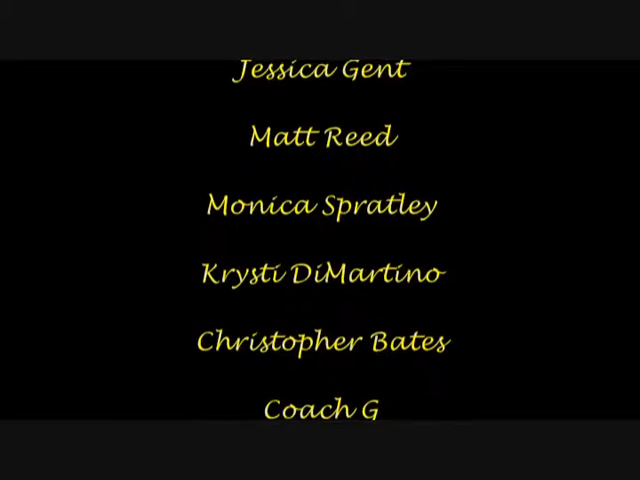 Jessica Gent
Matt Reed
Monica Spratley
Krysti DiMartino
Christopher Bates
Coach G